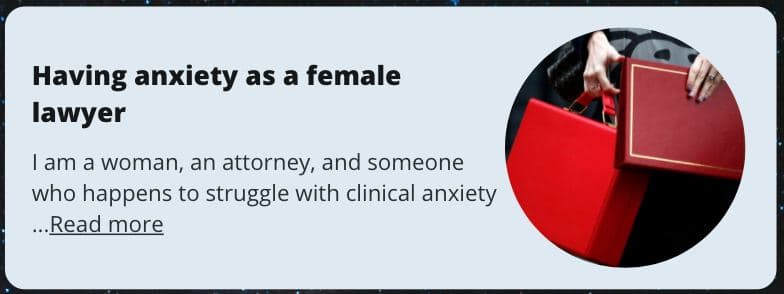 Having anxiety as a female
lawyer
I am a woman, an attorney, and someone
who happens to struggle with clinical anxiety
...Read more